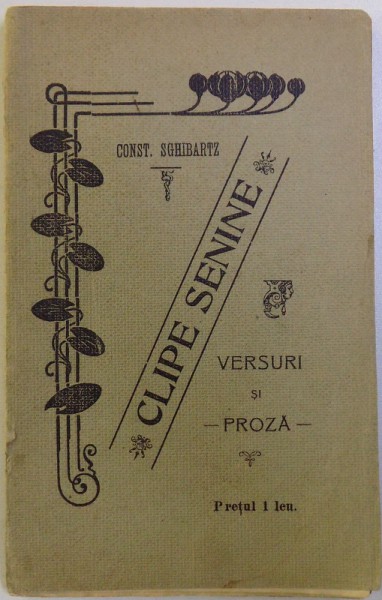 CONST. SGHIBARTZ
CLIPE SENINE
VERSURI
ȘI
— PROZĂ —
Prețul 1 leu.